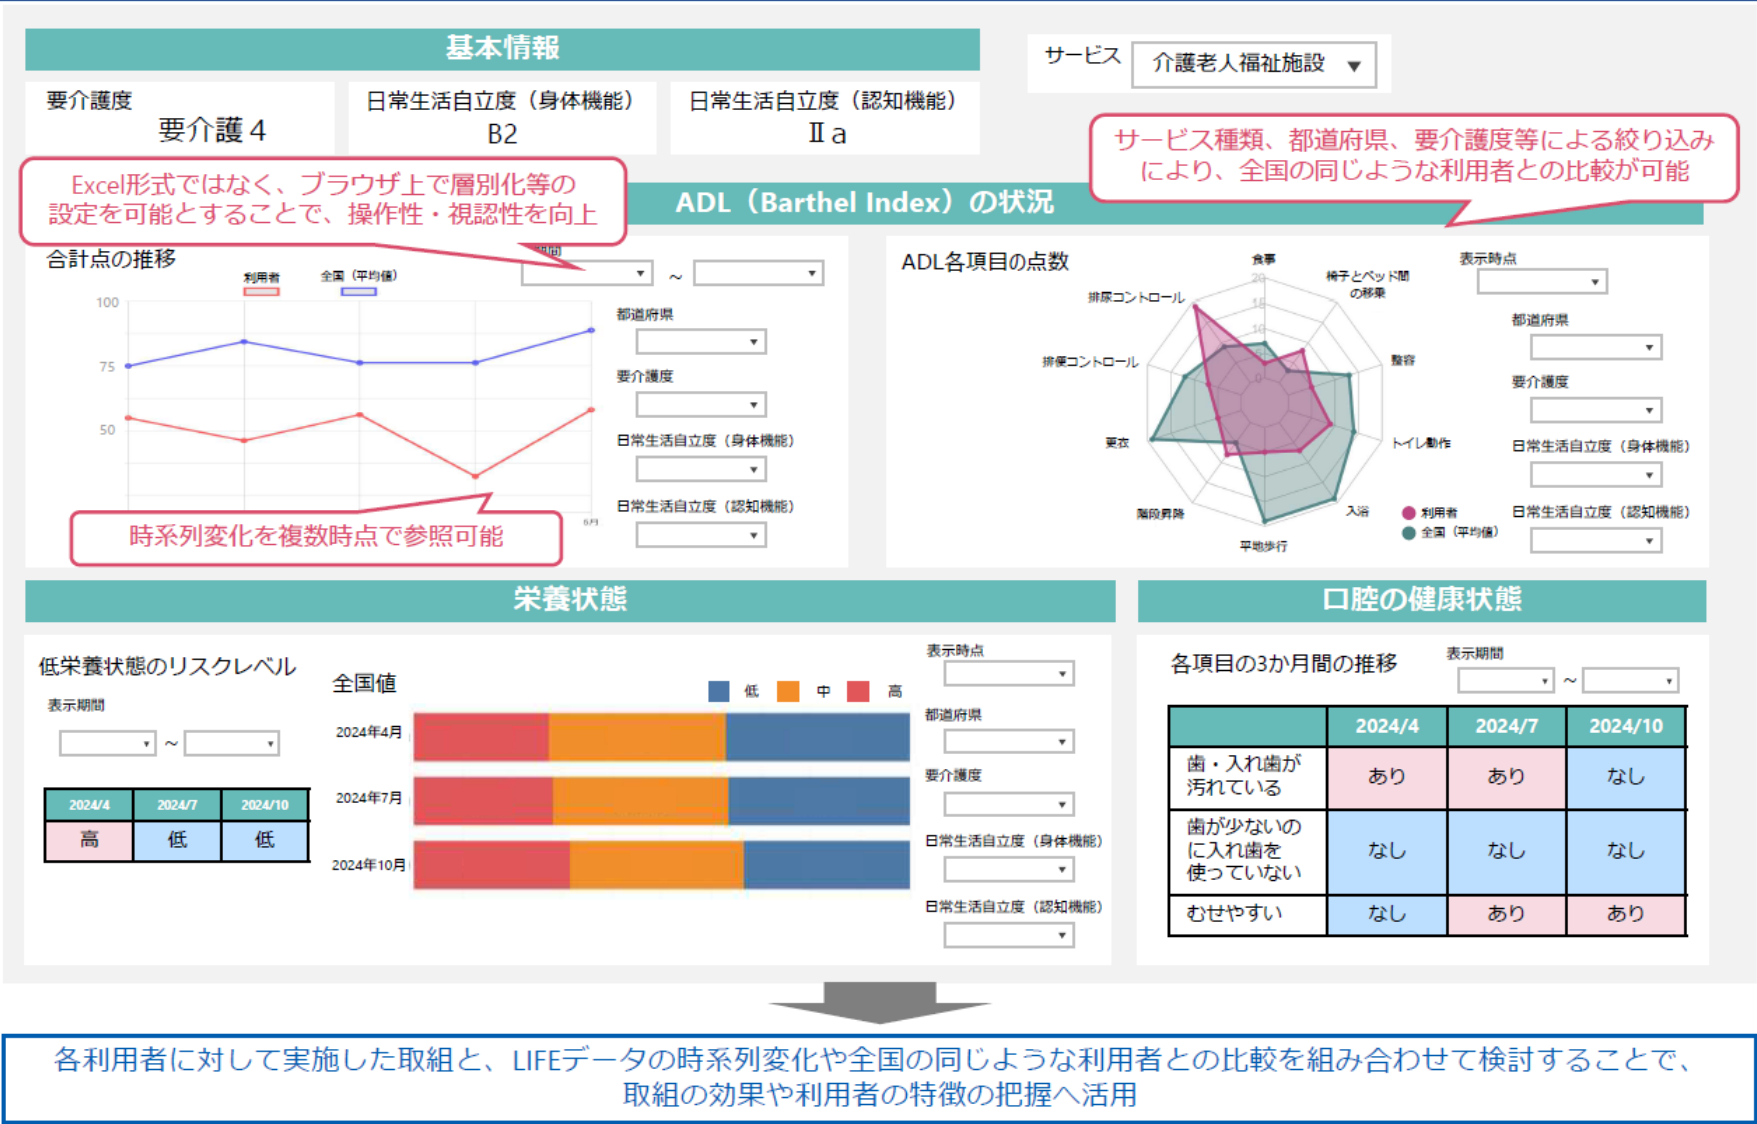 基本情報
サービス
介護老人福祉施設
要介護度
要介護4
日常生活自立度（身体機能）
B2
日常生活自立度（認知機能）
Ⅱa
サービス種類、都道府県、要介護度等による絞り込み
により、全国の同じような利用者との比較が可能
Excel形式ではなく、ブラウザ上で層別化等の
設定を可能とすることで、操作性・視認性を向上
ADL（Barthel Index）の状況
合計点の推移
利用者
全国（平均値）
～
100
75
50
6月
都道府県
要介護度
日常生活自立度（身体機能）
日常生活自立度（認知機能）
時系列変化を複数時点で参照可能
ADL各項目の点数
食事
椅子とベッド間
の移乗
整容
トイレ動作
入浴
平地歩行
階段昇降
更衣
排便コントロール
排尿コントロール
20
15
10
0
利用者
全国（平均値）
表示時点
都道府県
要介護度
日常生活自立度（身体機能）
日常生活自立度（認知機能）
栄養状態
低栄養状態のリスクレベル
表示期間
～
2024/4 2024/7 2024/10
高 低 低
全国値
低 中 高
2024年4月
2024年7月
2024年10月
表示時点
都道府県
要介護度
日常生活自立度（身体機能）
日常生活自立度（認知機能）
口腔の健康状態
各項目の3か月間の推移
表示期間
～
2024/4 2024/7 2024/10
歯・入れ歯が
汚れている
あり あり なし
歯が少ないの
に入れ歯を
使っていない
なし なし なし
むせやすい
なし あり あり
各利用者に対して実施した取組と、LIFEデータの時系列変化や全国の同じような利用者との比較を組み合わせて検討することで、
取組の効果や利用者の特徴の把握へ活用